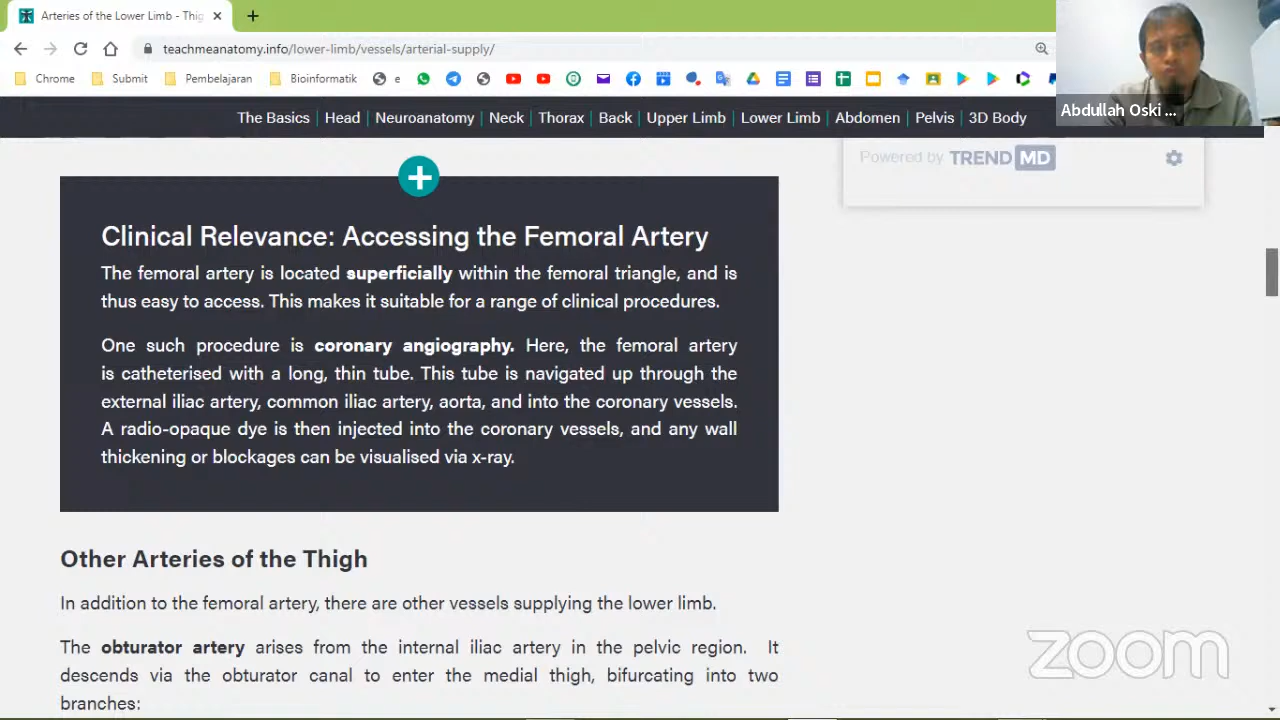 Arteries of the Lower Limb - Thig
teachmeanatomy.info/lower-limb/vessels/arterial-supply/
Chrome Submit Pembelajaran Bioinformatik e
The Basics | Head | Neuroanatomy | Neck | Thorax | Back | Upper Limb | Lower Limb | Abdomen | Pelvis | 3D Body
Abdullah Oski ...
Powered by TREND MD
Clinical Relevance: Accessing the Femoral Artery
The femoral artery is located superficially within the femoral triangle, and is
thus easy to access. This makes it suitable for a range of clinical procedures.
One such procedure is coronary angiography. Here, the femoral artery
is catheterised with a long, thin tube. This tube is navigated up through the
external iliac artery, common iliac artery, aorta, and into the coronary vessels.
A radio-opaque dye is then injected into the coronary vessels, and any wall
thickening or blockages can be visualised via x-ray.
Other Arteries of the Thigh
In addition to the femoral artery, there are other vessels supplying the lower limb.
The obturator artery arises from the internal iliac artery in the pelvic region. It
descends via the obturator canal to enter the medial thigh, bifurcating into two
branches:
zoom